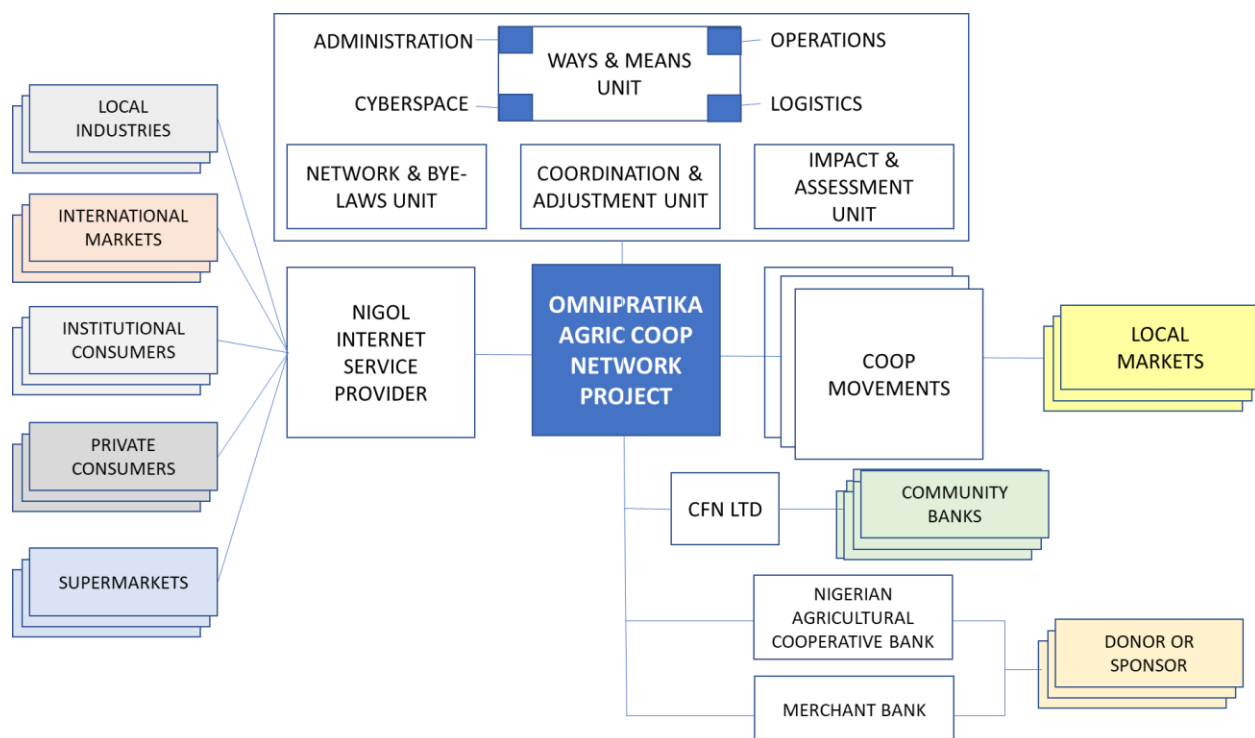 ADMINISTRATION
OPERATIONS
WAYS & MEANS
UNIT
CYBERSPACE
LOGISTICS
NETWORK & BYE-
LAWS UNIT
COORDINATION &
ADJUSTMENT UNIT
IMPACT &
ASSESSMENT
UNIT
LOCAL
INDUSTRIES
INTERNATIONAL
MARKETS
INSTITUTIONAL
CONSUMERS
PRIVATE
CONSUMERS
SUPERMARKETS
NIGOL
INTERNET
SERVICE
PROVIDER
OMNIPRATIKA
AGRIC COOP
NETWORK
PROJECT
COOP
MOVEMENTS
LOCAL
MARKETS
CFN LTD
COMMUNITY
BANKS
NIGERIAN
AGRICULTURAL
COOPERATIVE BANK
MERCHANT BANK
DONOR OR
SPONSOR